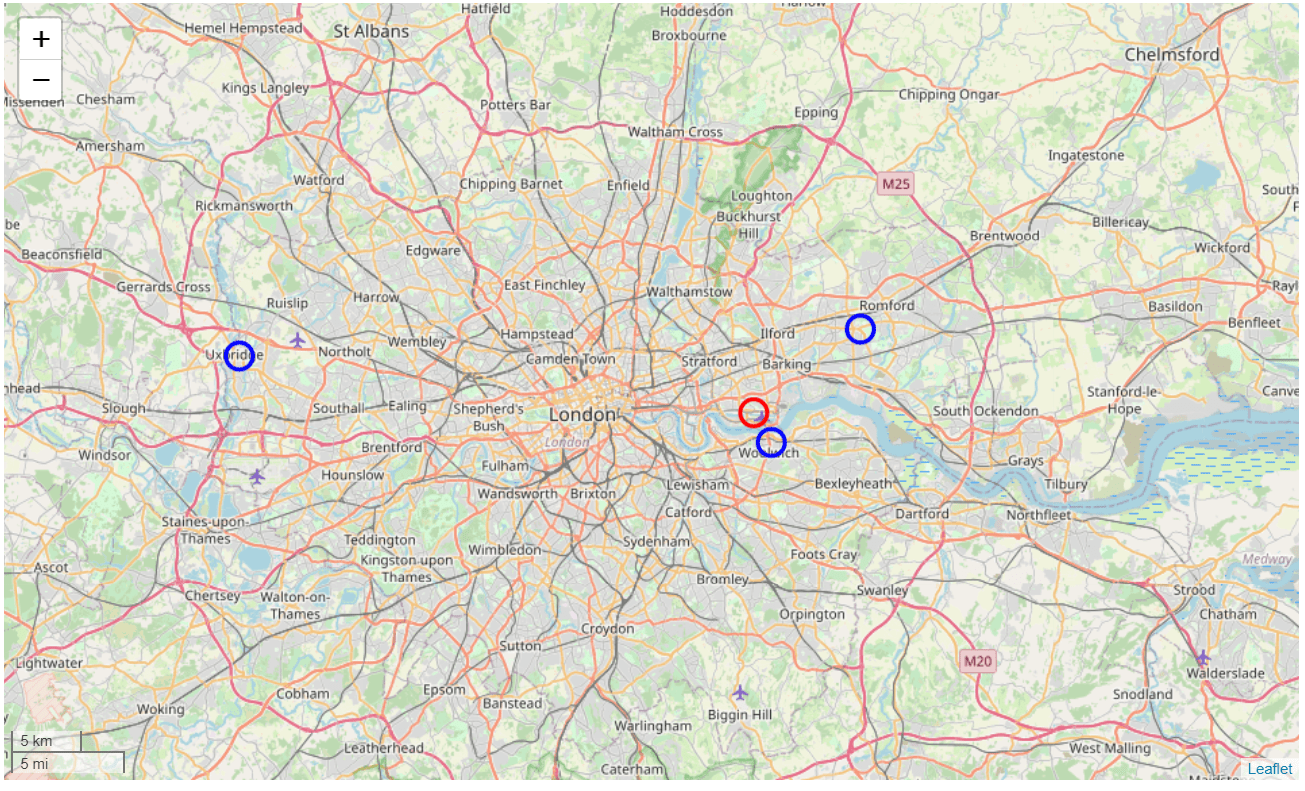 +
−
Hatfield
Hoddesdon
Harlow
Hemel Hempstead
St Albans
Broxbourne
Chelmsford
Kings Langley
Missenden
Chesham
Potters Bar
Chipping Ongar
Epping
Waltham Cross
Amersham
Ingatestone
Watford
Chipping Barnet
Enfield
M25
Loughton
South
Rickmansworth
Buckhurst
Hill
Billericay
be
Brentwood
Beaconsfield
Edgware
Wickford
Gerrards Cross
East Finchley
Walthamstow
Rayl
Ruislip
Harrow
Romford
Basildon
Benfleet
Hampstead
Ilford
Wembley
Uxbridge
Northolt
Camden Town
Stratford
Barking
nhead
Stanford-le-
Hope
Canve
Slough
Southall
Ealing
Shepherd's
Bush
London
South Ockendon
London
Brentford
Windsor
Woolwich
Grays
Fulham
Hounslow
Lewisham
Bexleyheath
Tilbury
Wandsworth
Brixton
Catford
Dartford
Northfleet
Staines-upon-
Thames
Teddington
Sydenham
Wimbledon
Foots Cray
Kingston upon
Thames
Medway
Ascot
Bromley
Swanley
Strood
Chertsey
Walton-on-
Thames
Orpington
Chatham
Croydon
Sutton
Lightwater
M20
Walderslade
Cobham
Epsom
Snodland
Banstead
Woking
Biggin Hill
Warlingham
5 km
Leatherhead
West Malling
5 mi
Caterham
Leaflet